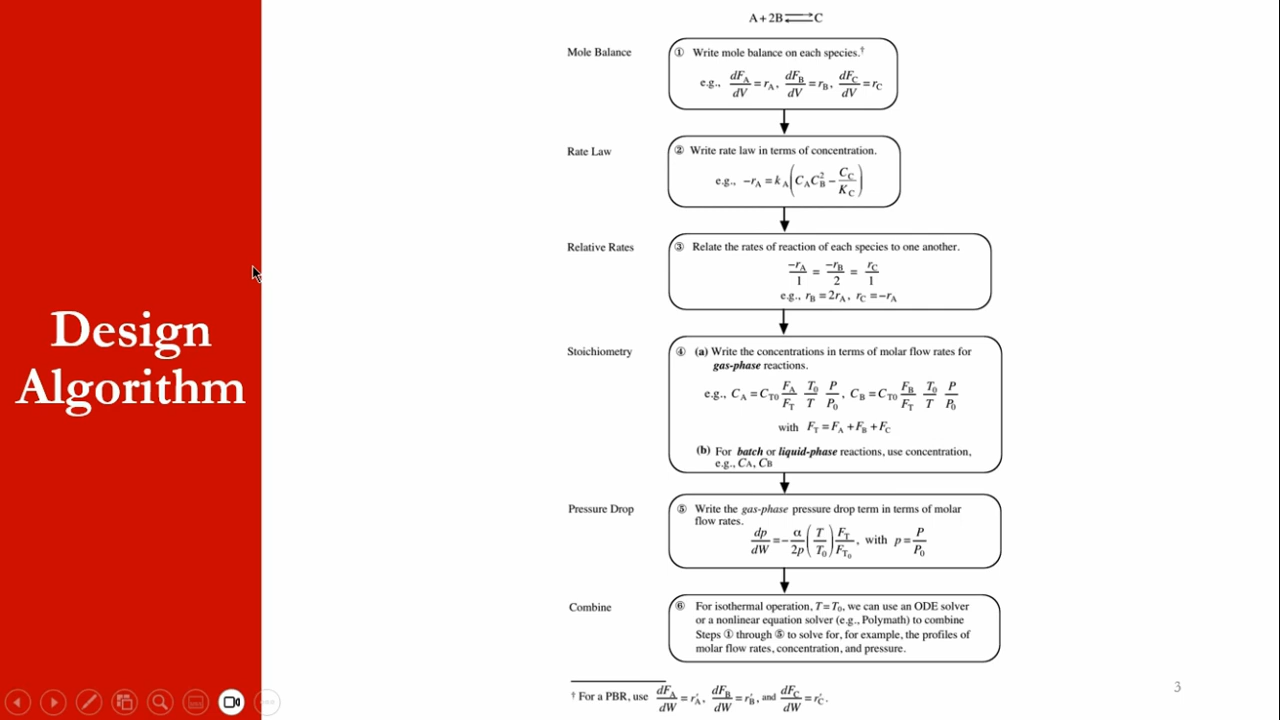 Design
Algorithm
A + 2B ⇌ C
Mole Balance
① Write mole balance on each species.†
e.g., dF_A/dV = r_A, dF_B/dV = r_B, dF_C/dV = r_C
Rate Law
② Write rate law in terms of concentration.
e.g., −r_A = k_A(C_A C_B² − C_C/K_C)
Relative Rates
③ Relate the rates of reaction of each species to one another.
−r_A/1 = −r_B/2 = r_C/1
e.g., r_B = 2r_A, r_C = −r_A
Stoichiometry
④ (a) Write the concentrations in terms of molar flow rates for
gas-phase reactions.
e.g., C_A = C_T0 F_A/F_T T_0/T P/P_0, C_B = C_T0 F_B/F_T T_0/T P/P_0
with F_T = F_A + F_B + F_C
(b) For batch or liquid-phase reactions, use concentration,
e.g., C_A, C_B
Pressure Drop
⑤ Write the gas-phase pressure drop term in terms of molar
flow rates.
dp/dW = −α/2p (T/T_0) F_T/F_T0, with p = P/P_0
Combine
⑥ For isothermal operation, T = T_0, we can use an ODE solver
or a nonlinear equation solver (e.g., Polymath) to combine
Steps ① through ⑤ to solve for, for example, the profiles of
molar flow rates, concentration, and pressure.
† For a PBR, use dF_A/dW = r′_A, dF_B/dW = r′_B, and dF_C/dW = r′_C.
3